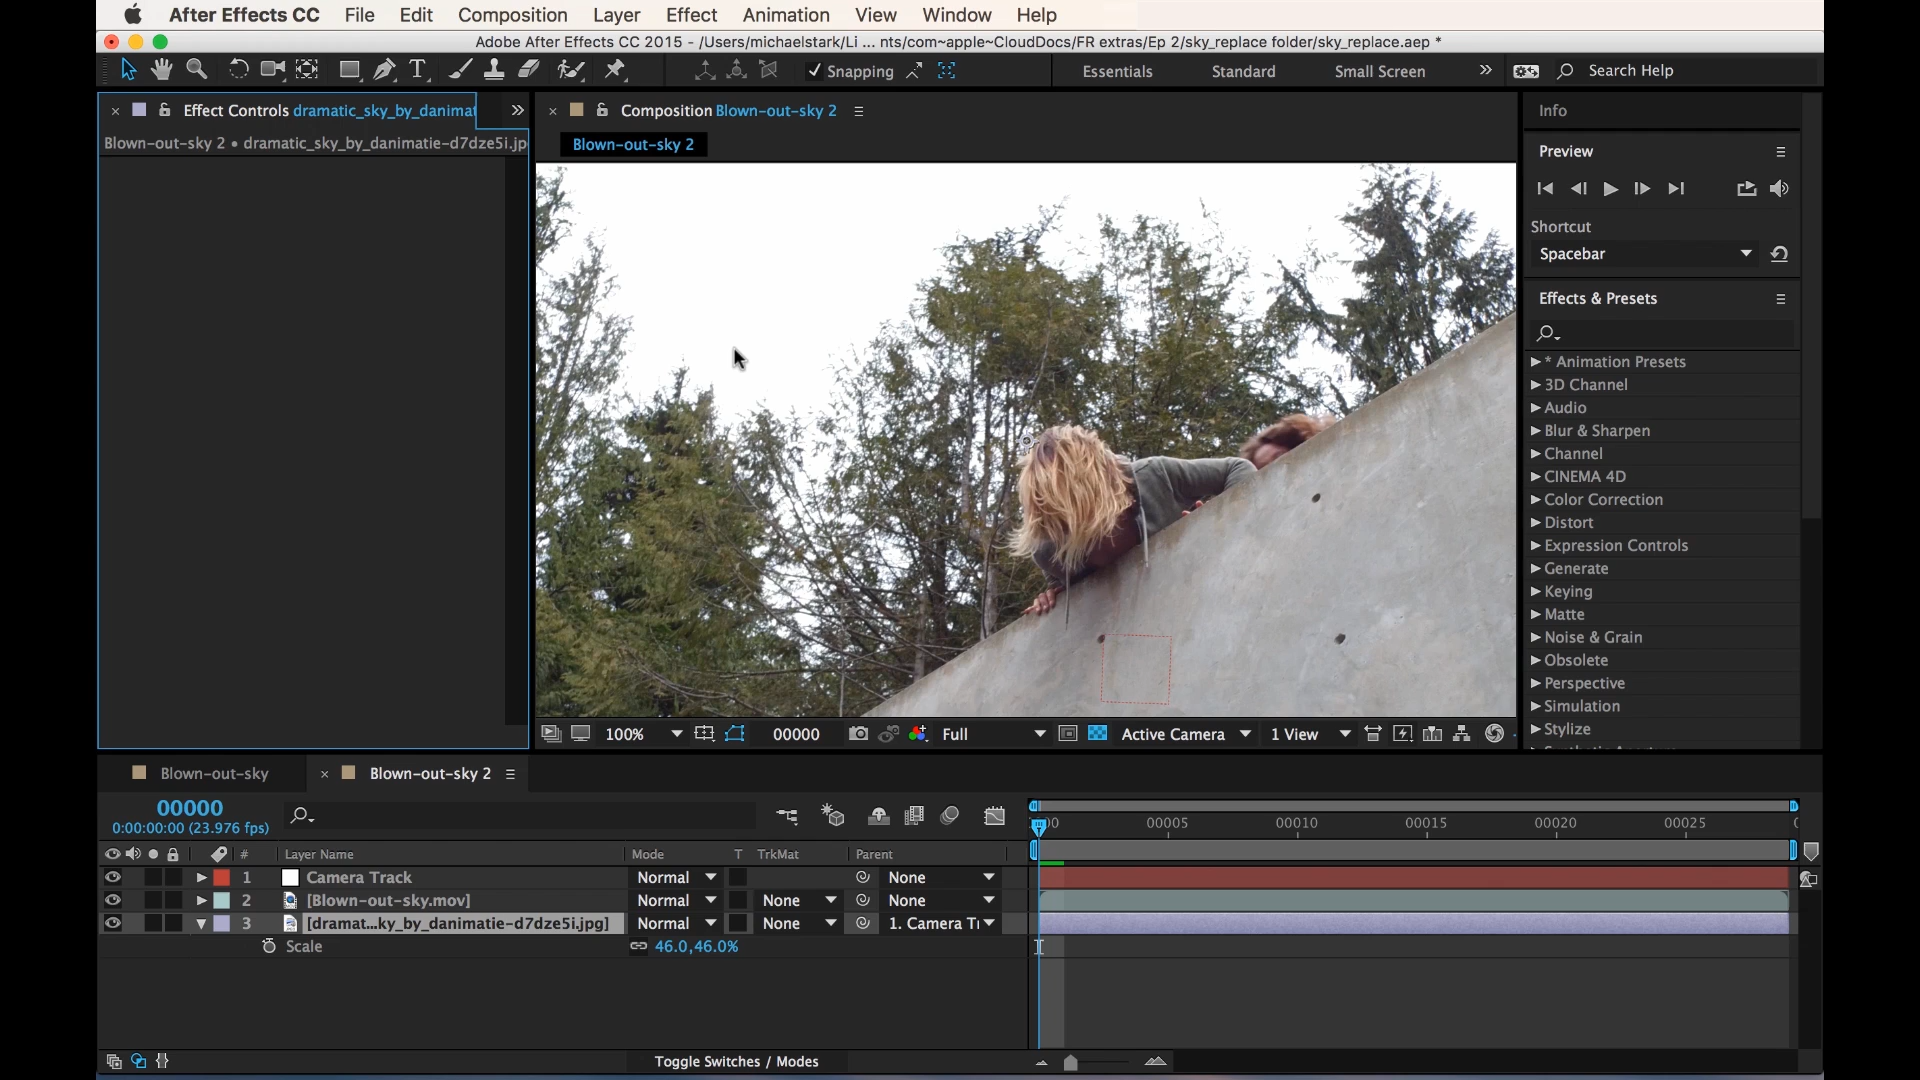 After Effects CC File Edit Composition Layer Effect Animation View Window Help
Adobe After Effects CC 2015 - /Users/michaelstark/Li ... nts/com~apple~CloudDocs/FR extras/Ep 2/sky_replace folder/sky_replace.aep *
T Snapping Essentials Standard Small Screen Search Help
Effect Controls dramatic_sky_by_danimat
Blown-out-sky 2 • dramatic_sky_by_danimatie-d7dze5i.jp
Composition Blown-out-sky 2
Blown-out-sky 2
Info
Preview
Shortcut
Spacebar
Effects & Presets
* Animation Presets
3D Channel
Audio
Blur & Sharpen
Channel
CINEMA 4D
Color Correction
Distort
Expression Controls
Generate
Keying
Matte
Noise & Grain
Obsolete
Perspective
Simulation
Stylize
100% 00000 Full Active Camera 1 View
Blown-out-sky Blown-out-sky 2
00000
0:00:00:00 (23.976 fps)
00 00005 00010 00015 00020 00025 0
# Layer Name Mode T TrkMat Parent
1 Camera Track Normal None
2 [Blown-out-sky.mov] Normal None None
3 [dramat...ky_by_danimatie-d7dze5i.jpg] Normal None 1. Camera Tr
Scale 46.0,46.0%
Toggle Switches / Modes